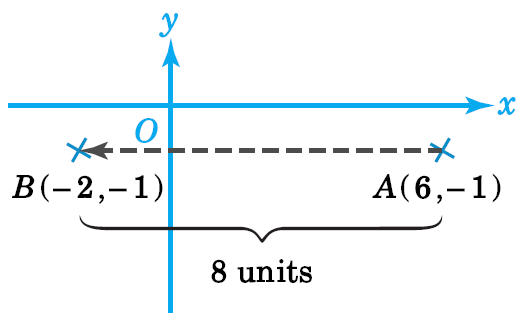 y
x
O
B(−2,−1) A(6,−1)
8 units